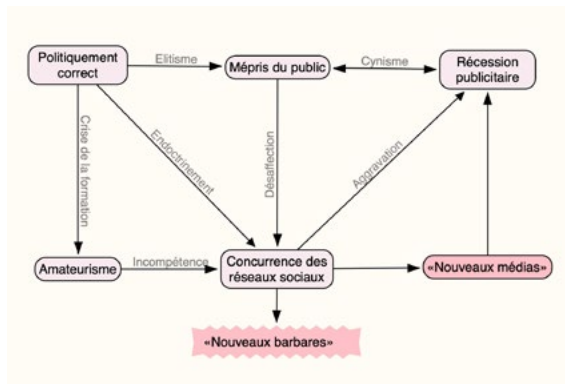 Politiquement
correct
Elitisme
Mépris du public
Cynisme
Récession
publicitaire
Crise de la formation
Endoctrinement
Désaffection
Aggravation
Amateurisme
Incompétence
Concurrence des
réseaux sociaux
«Nouveaux médias»
«Nouveaux barbares»